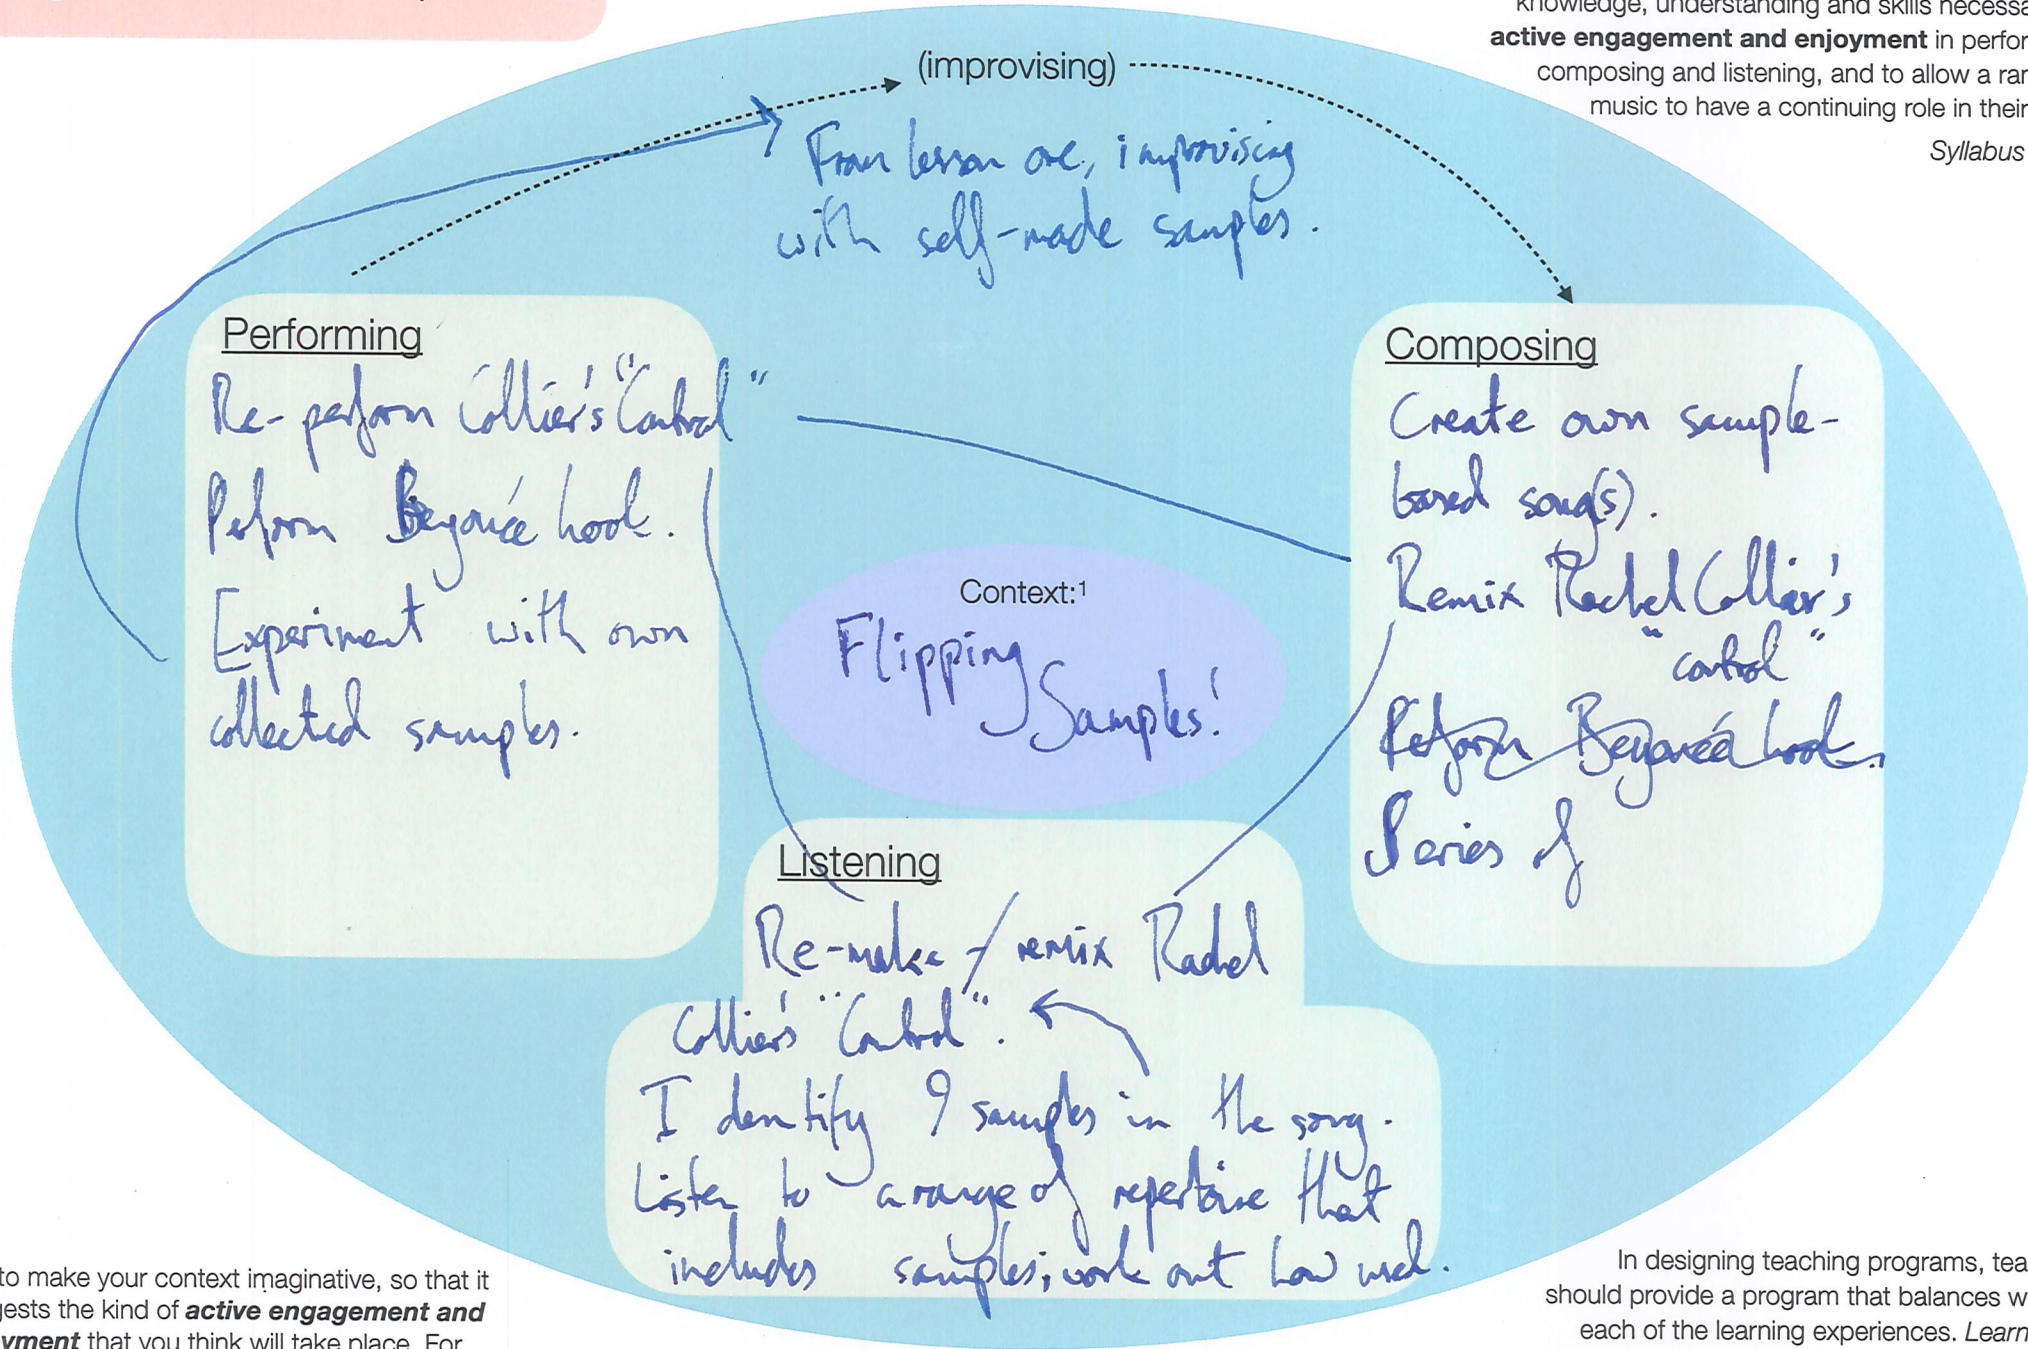 knowledge, understanding and skills necessa
active engagement and enjoyment in perfor
composing and listening, and to allow a rar
music to have a continuing role in their
Syllabus
(improvising)
From lesson one, improvising
with self-made samples.
Performing
Re-perform Collier's "Control"
Peform Beyoncé hook.
Experiment with own
collected samples.
Composing
Create own sample-
based song(s).
Remix Rachel Collier's
"control"
Peform Beyoncé hook.
Series of
Context:¹
Flipping
Samples!
Listening
Re-make / remix Rachel
Collier's "Control".
Identify 9 samples in the song.
Listen to a range of repertoire that
includes samples; work out how used.
to make your context imaginative, so that it
gests the kind of active engagement and
yment that you think will take place. For
In designing teaching programs, tea
should provide a program that balances w
each of the learning experiences. Learn